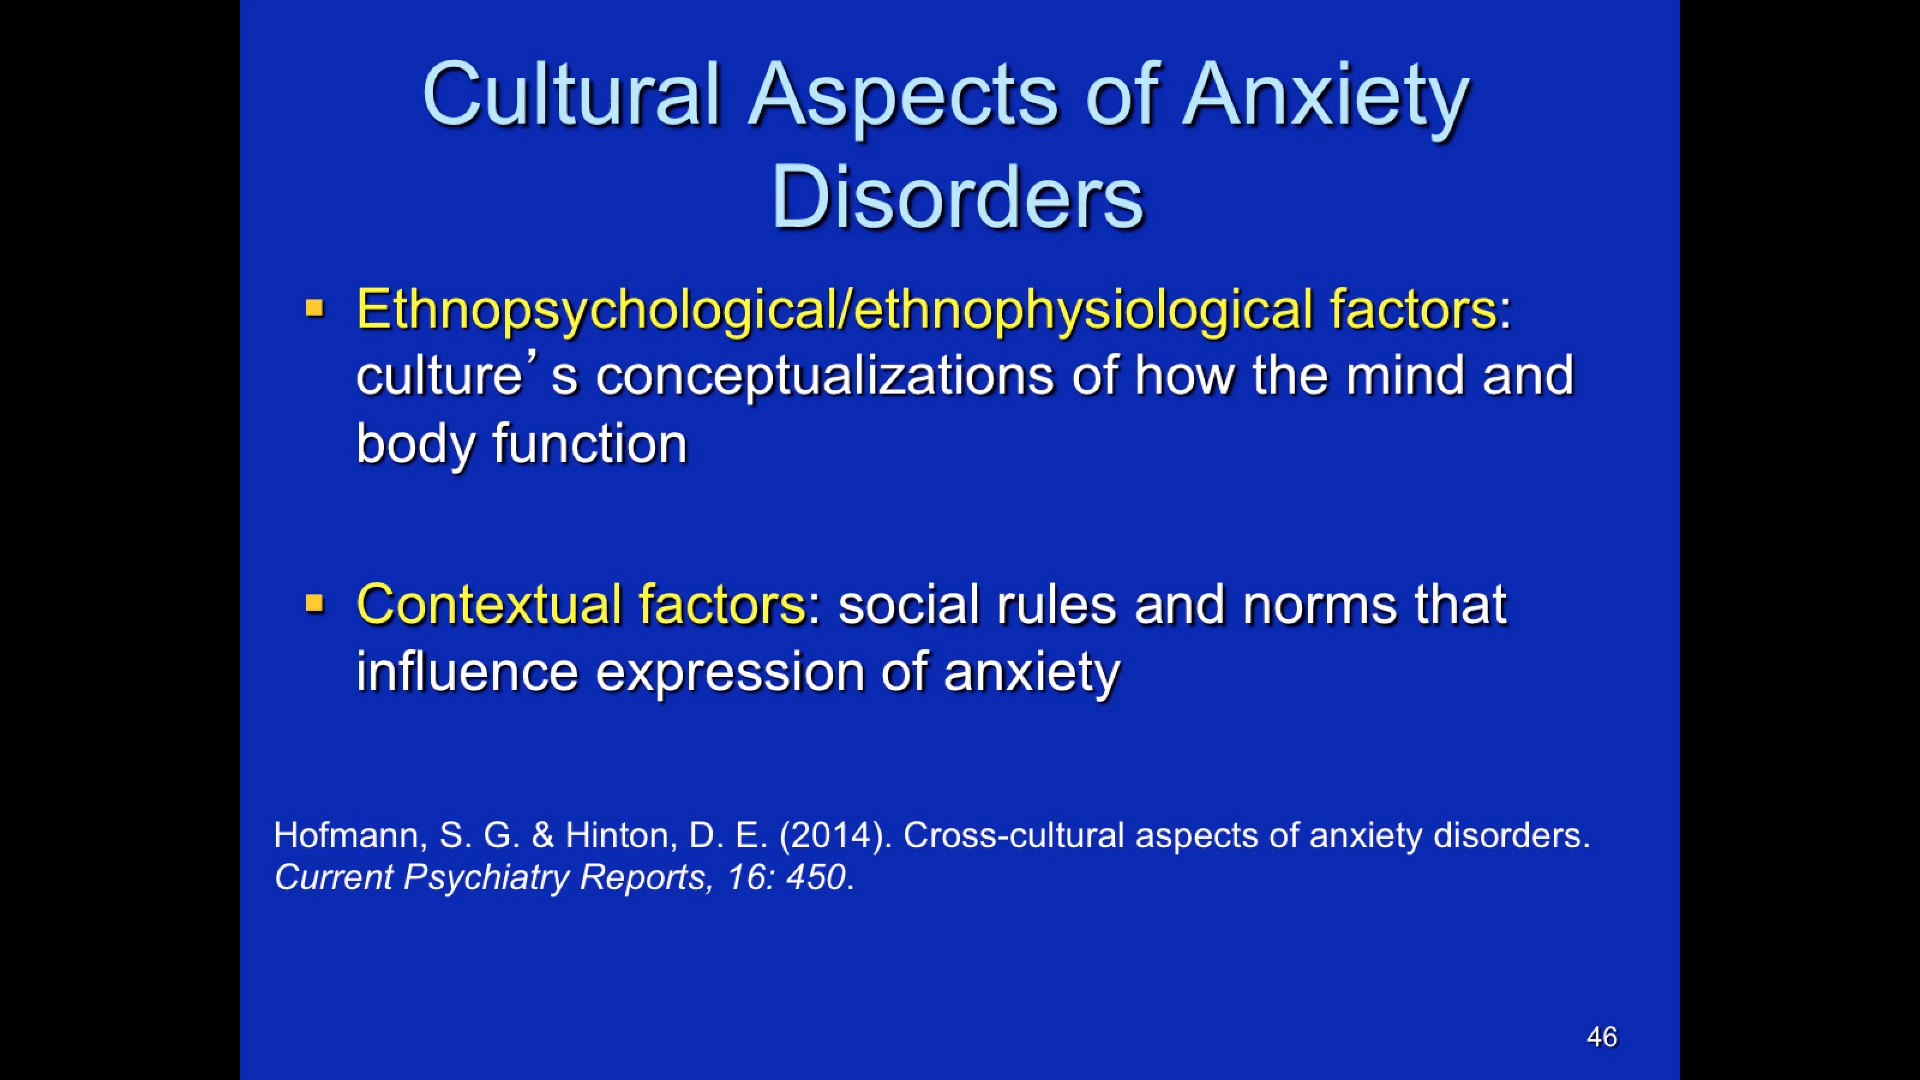 Cultural Aspects of Anxiety
Disorders
▪ Ethnopsychological/ethnophysiological factors:
culture’s conceptualizations of how the mind and
body function
▪ Contextual factors: social rules and norms that
influence expression of anxiety
Hofmann, S. G. & Hinton, D. E. (2014). Cross-cultural aspects of anxiety disorders.
Current Psychiatry Reports, 16: 450.
46